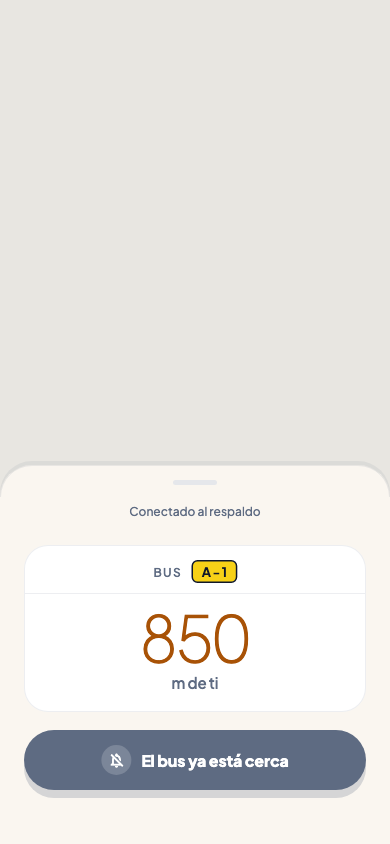 Conectado al respaldo
BUS A-1
850
m de ti
El bus ya está cerca